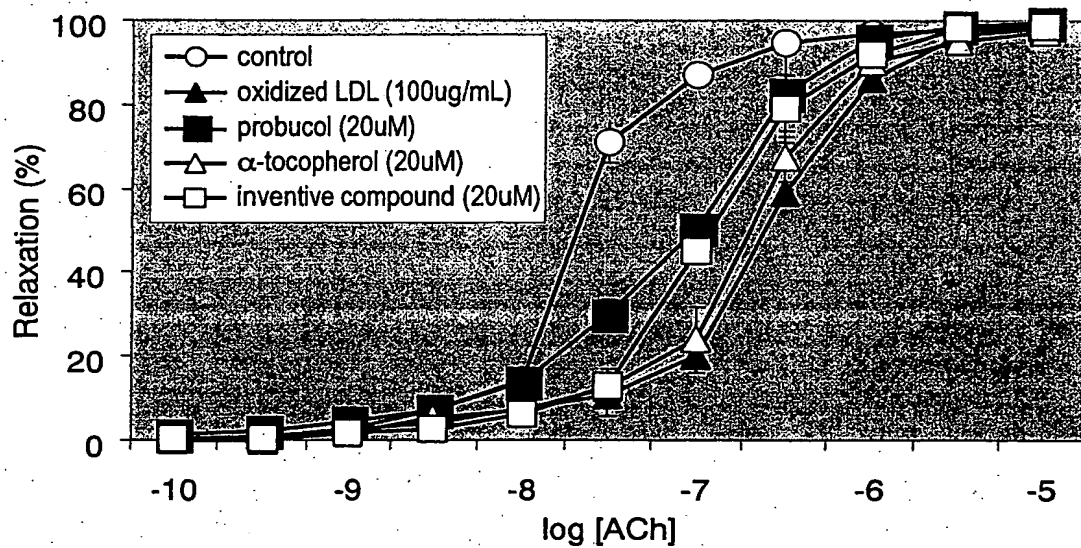 100
80
60
40
20
0
Relaxation (%)
control
oxidized LDL (100ug/mL)
probucol (20uM)
α-tocopherol (20uM)
inventive compound (20uM)
-10 -9 -8 -7 -6 -5
log [ACh]